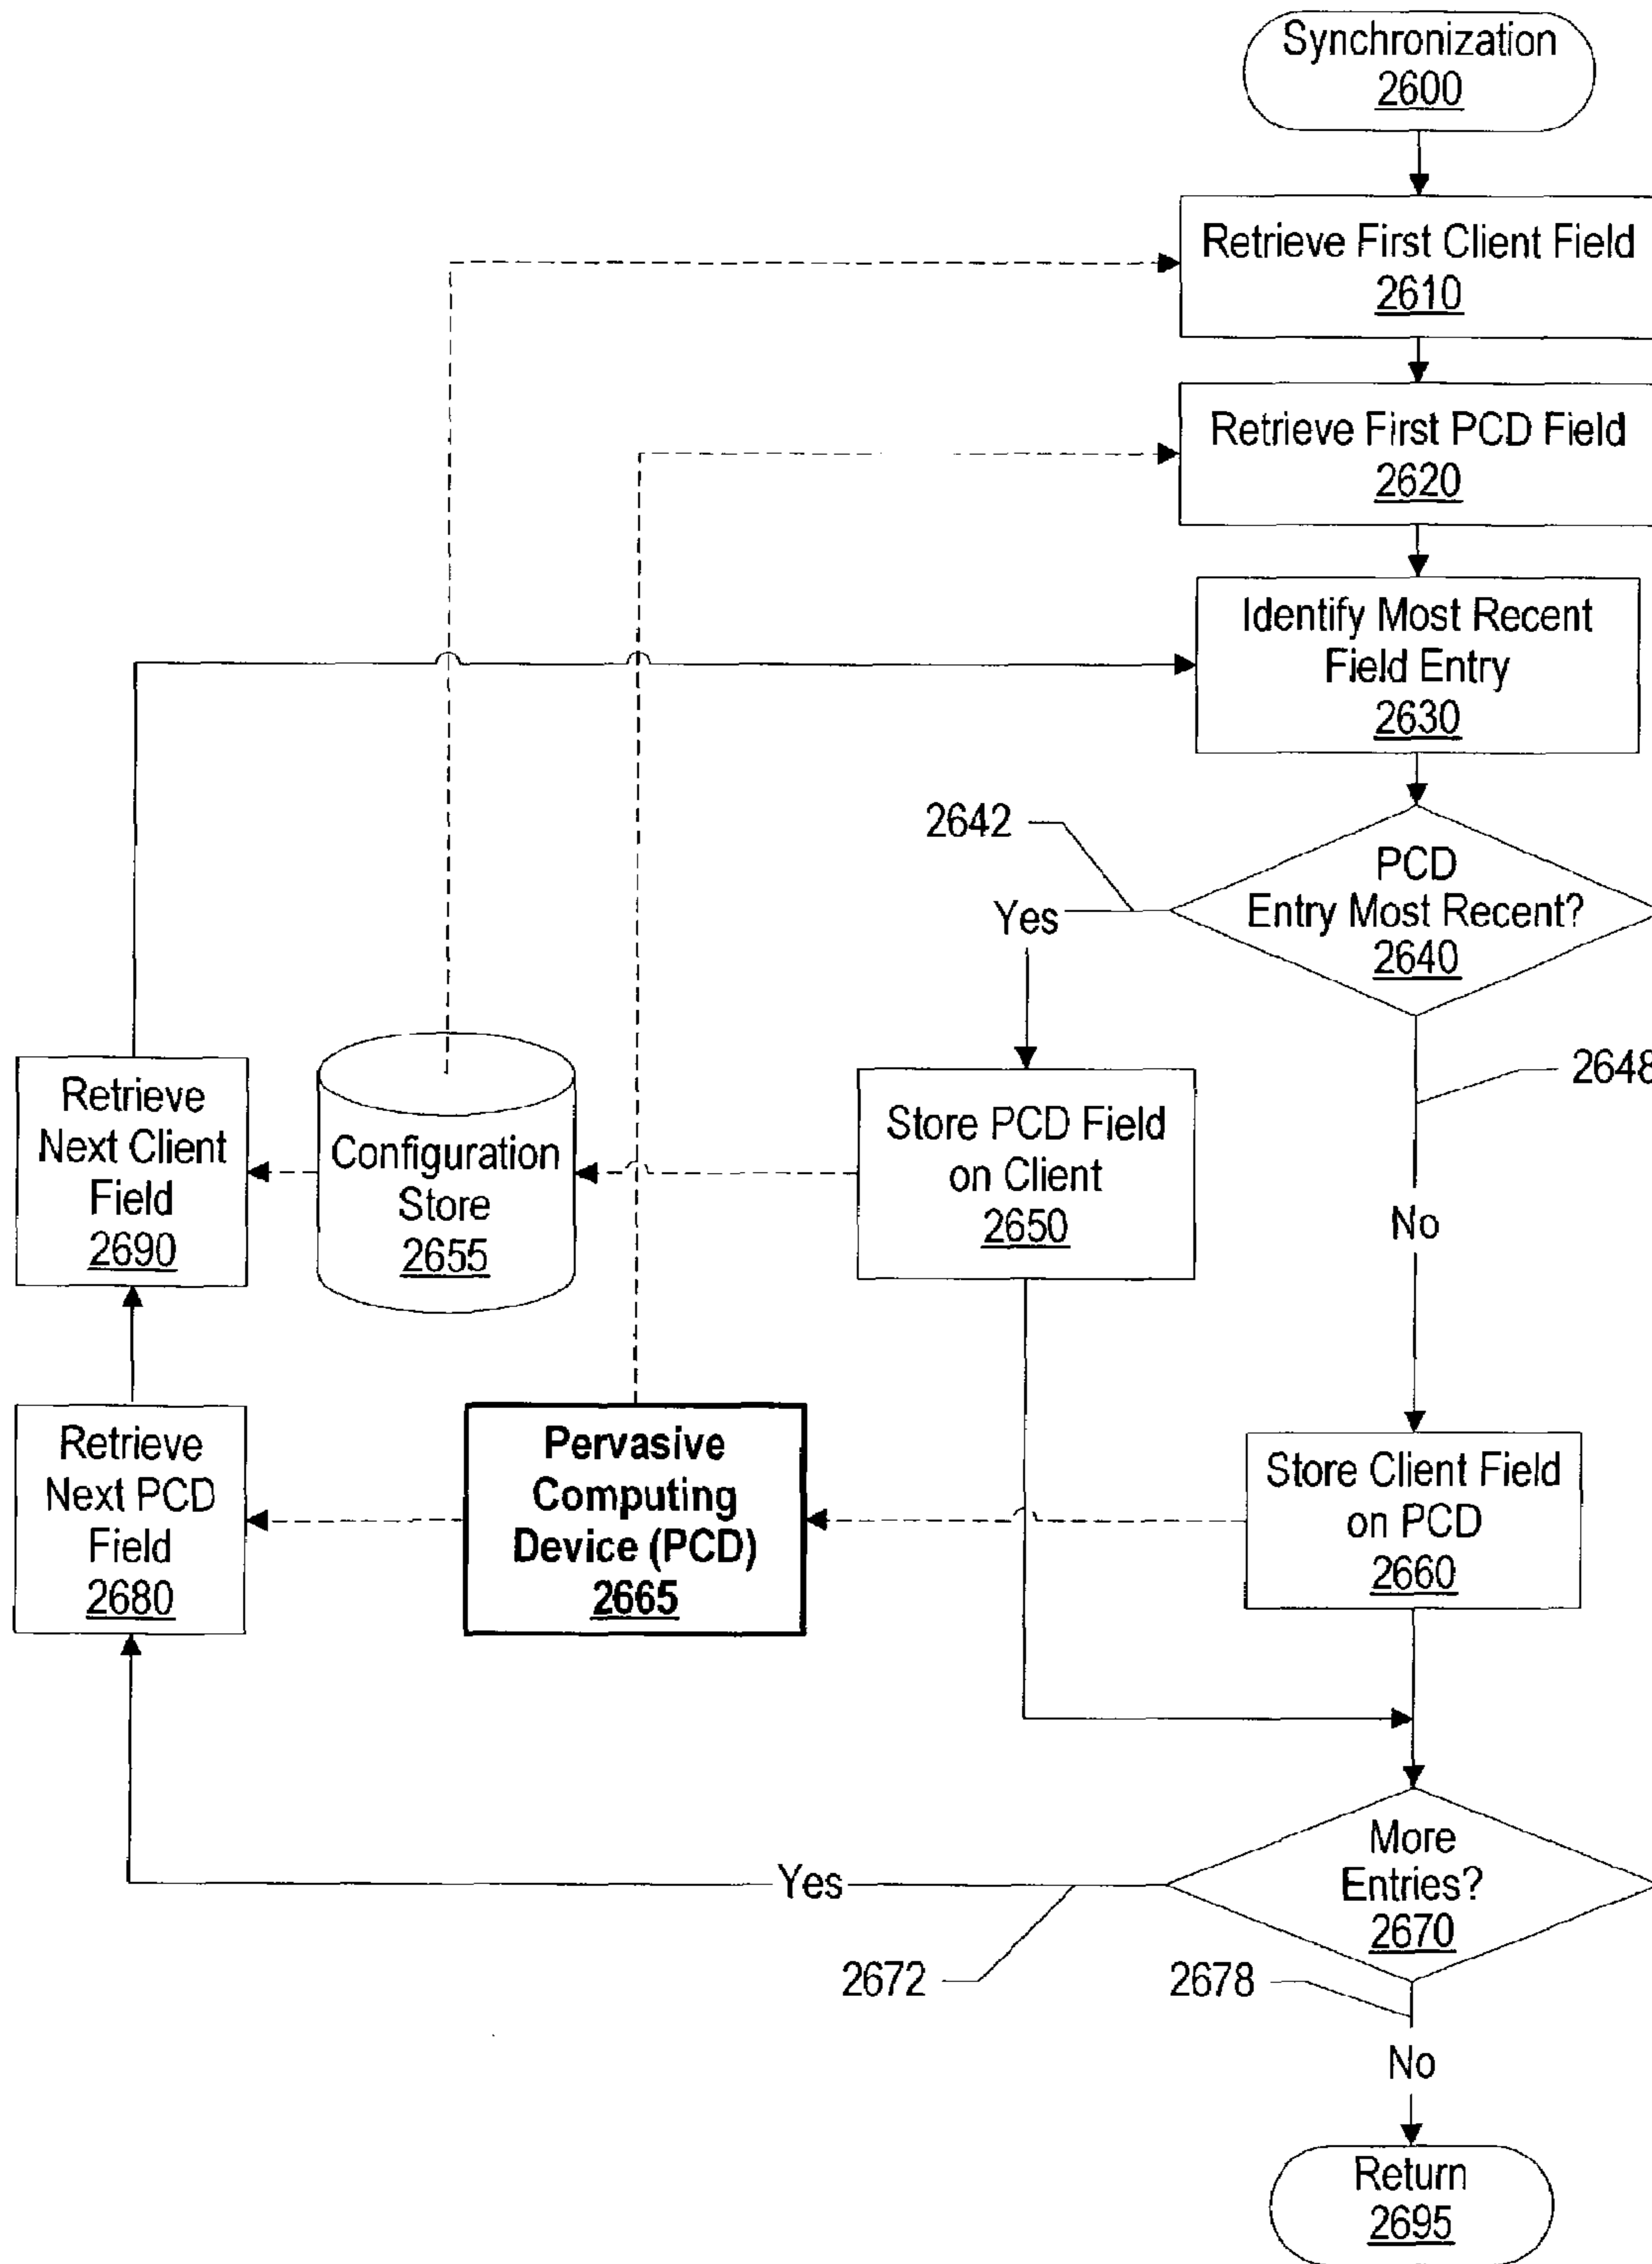 Synchronization
2600
Retrieve First Client Field
2610
Retrieve First PCD Field
2620
Identify Most Recent
Field Entry
2630
2642
PCD
Entry Most Recent?
2640
Yes
2648
Retrieve
Next Client
Field
2690
Configuration
Store
2655
Store PCD Field
on Client
2650
No
Retrieve
Next PCD
Field
2680
Pervasive
Computing
Device (PCD)
2665
Store Client Field
on PCD
2660
More
Entries?
2670
Yes
2672
2678
No
Return
2695